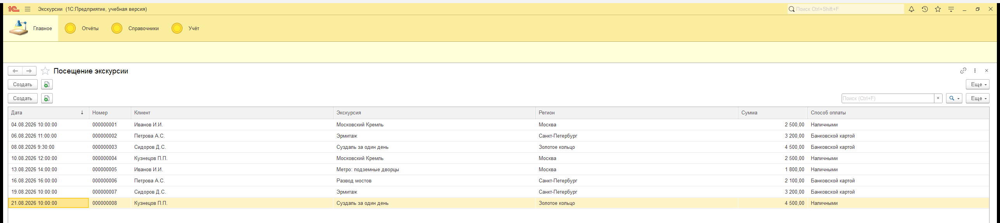 Экскурсии (1С:Предприятие, учебная версия) Поиск Ctrl+Shift+F
Главное Отчёты Справочники Учёт
Посещение экскурсии
Создать Еще
Создать Поиск (Ctrl+F) × Еще
Дата ↓ Номер Клиент Экскурсия Регион Сумма Способ оплаты
04.08.2026 10:00:00 000000001 Иванов И.И. Московский Кремль Москва 2 500,00 Наличными
06.08.2026 11:00:00 000000002 Петрова А.С. Эрмитаж Санкт-Петербург 3 200,00 Банковской картой
08.08.2026 9:30:00 000000003 Сидоров Д.С. Суздаль за один день Золотое кольцо 4 500,00 Банковской картой
10.08.2026 12:00:00 000000004 Кузнецов П.П. Московский Кремль Москва 2 500,00 Наличными
13.08.2026 14:00:00 000000005 Иванов И.И. Метро: подземные дворцы Москва 1 800,00 Наличными
16.08.2026 16:00:00 000000006 Петрова А.С. Развод мостов Санкт-Петербург 2 100,00 Банковской картой
19.08.2026 10:00:00 000000007 Сидоров Д.С. Эрмитаж Санкт-Петербург 3 200,00 Банковской картой
21.08.2026 10:00:00 000000008 Кузнецов П.П. Суздаль за один день Золотое кольцо 4 500,00 Наличными